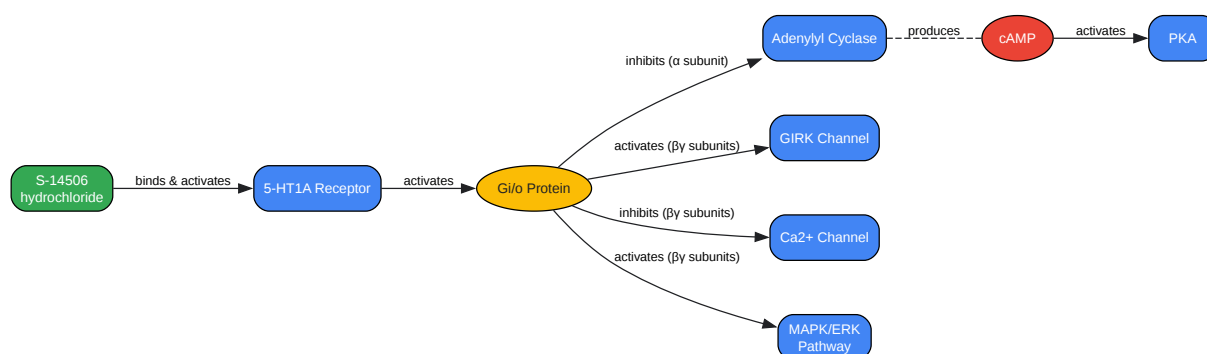 S-14506
hydrochloride
binds & activates
5-HT1A Receptor
activates
Gi/o Protein
inhibits (α subunit)
Adenylyl Cyclase
produces
cAMP
activates
PKA
activates (βγ subunits)
GIRK Channel
inhibits (βγ subunits)
Ca2+ Channel
activates (βγ subunits)
MAPK/ERK
Pathway